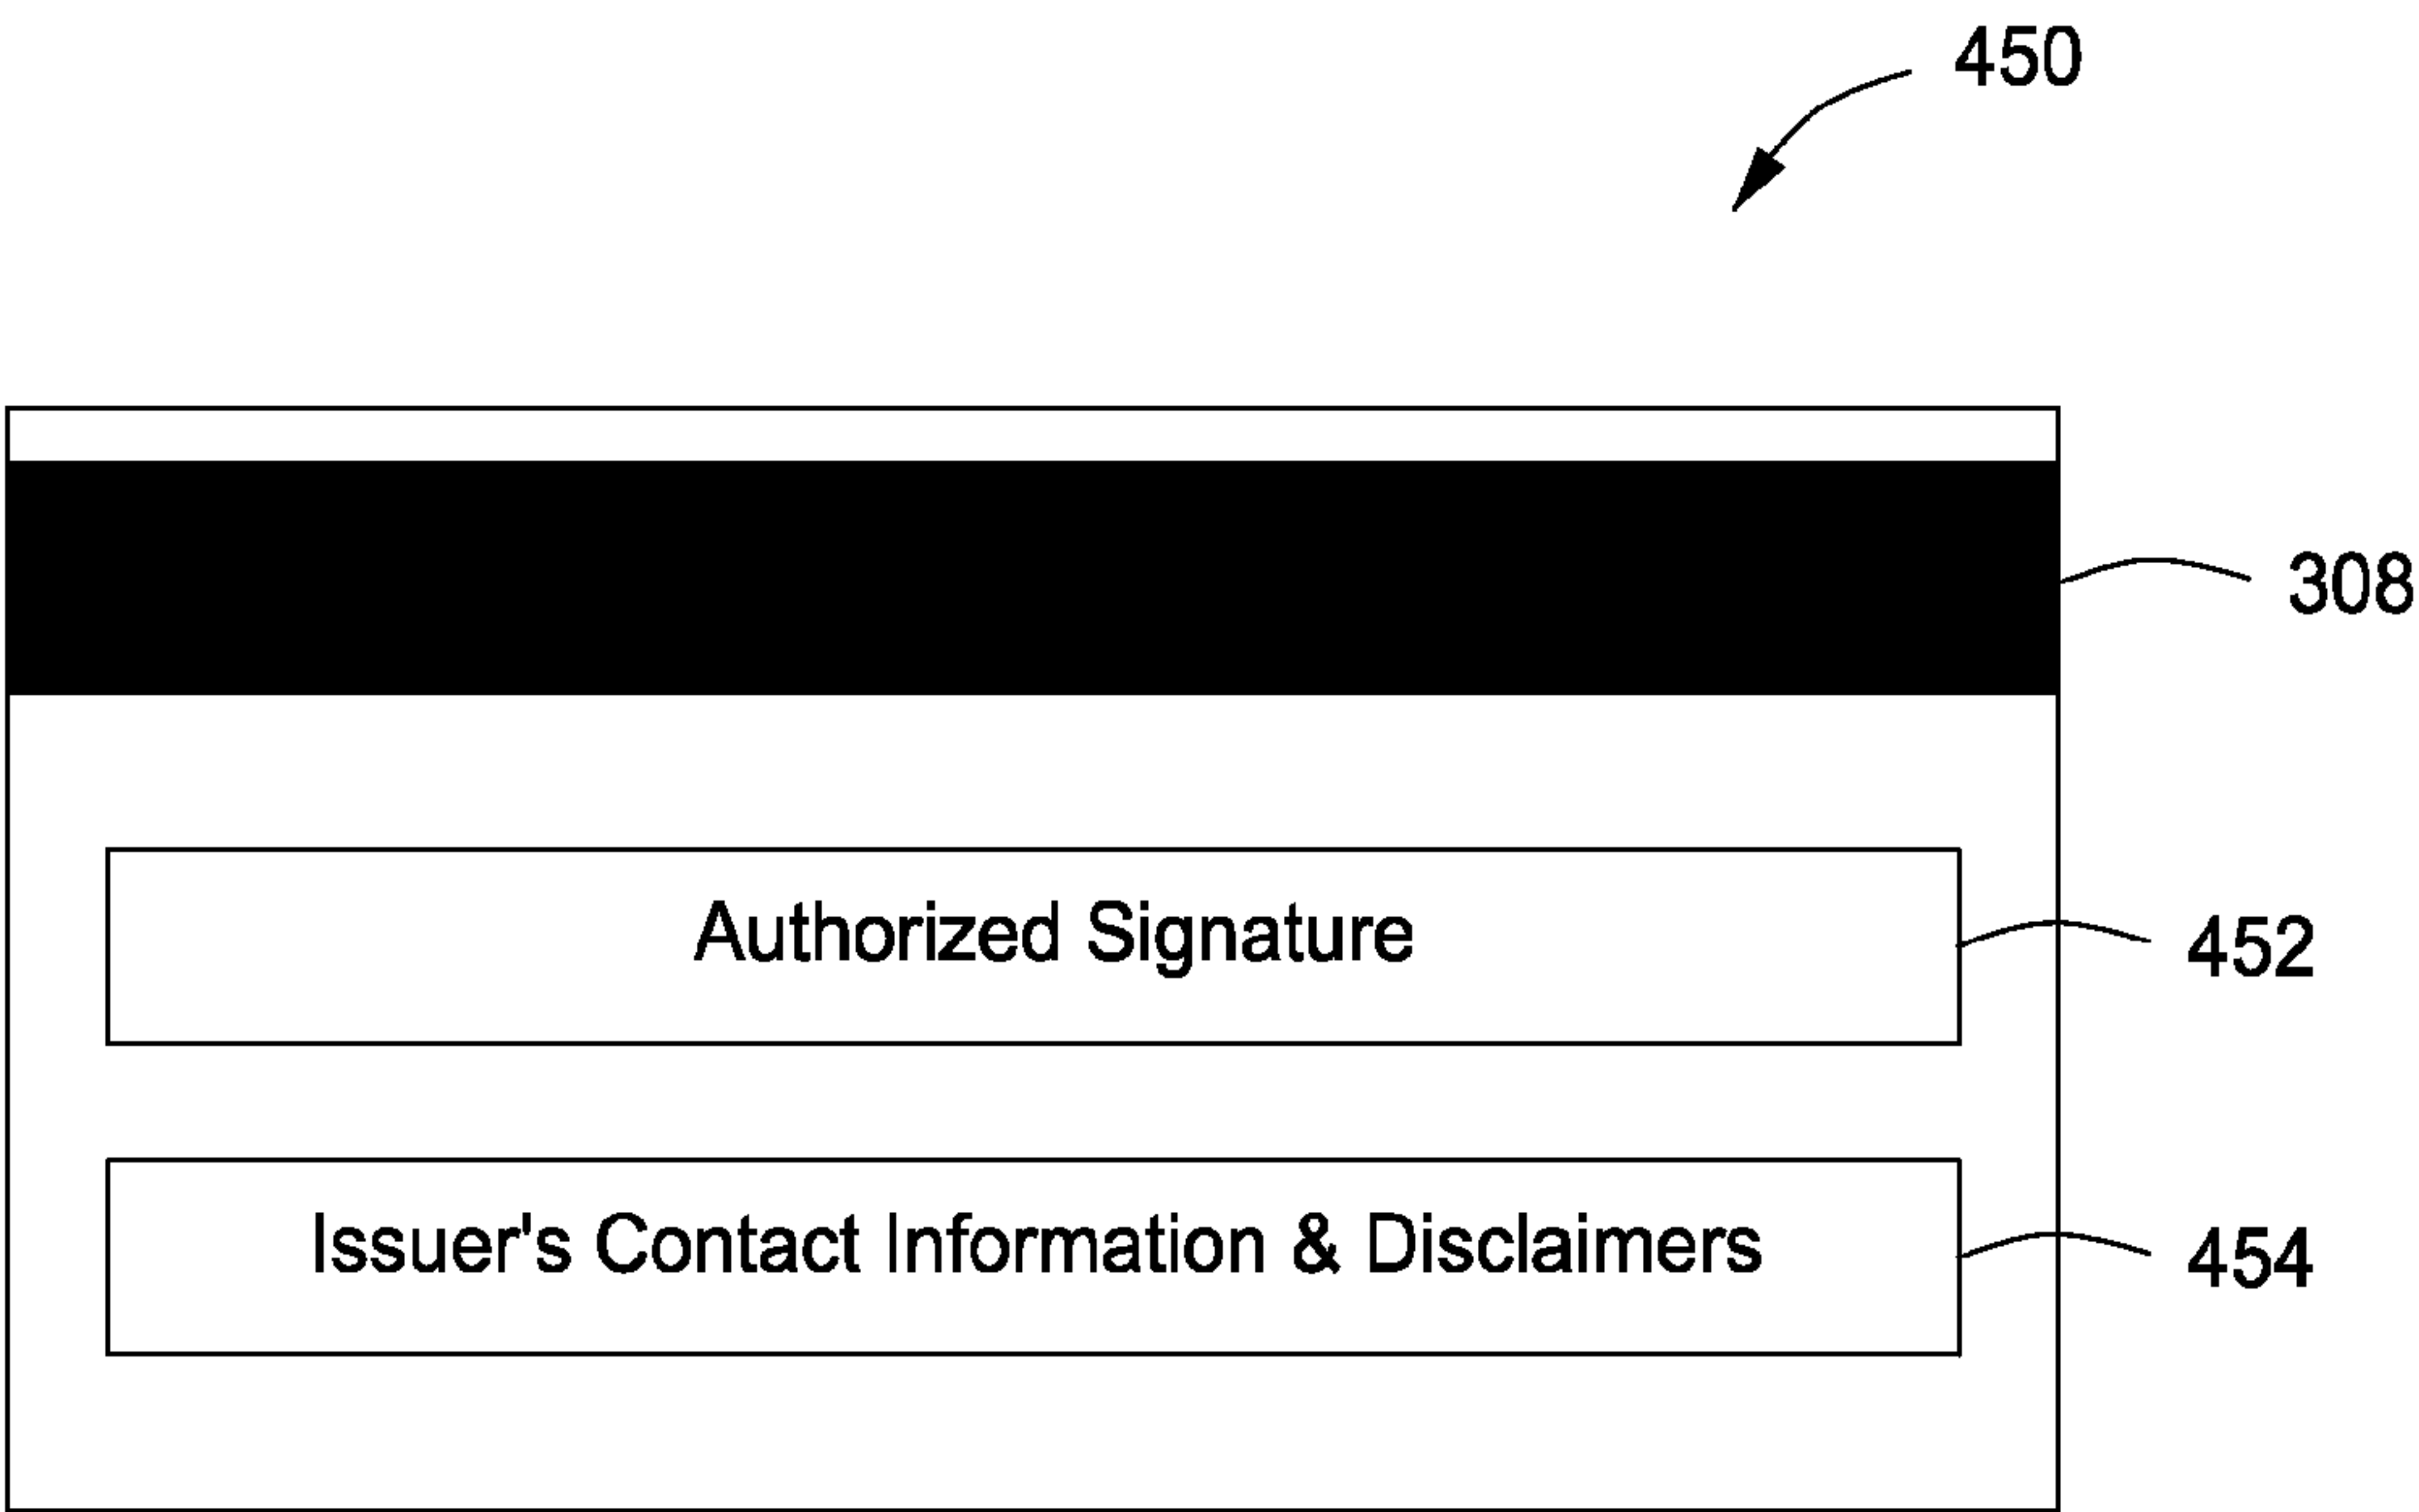 450
308
Authorized Signature
452
Issuer's Contact Information & Disclaimers
454